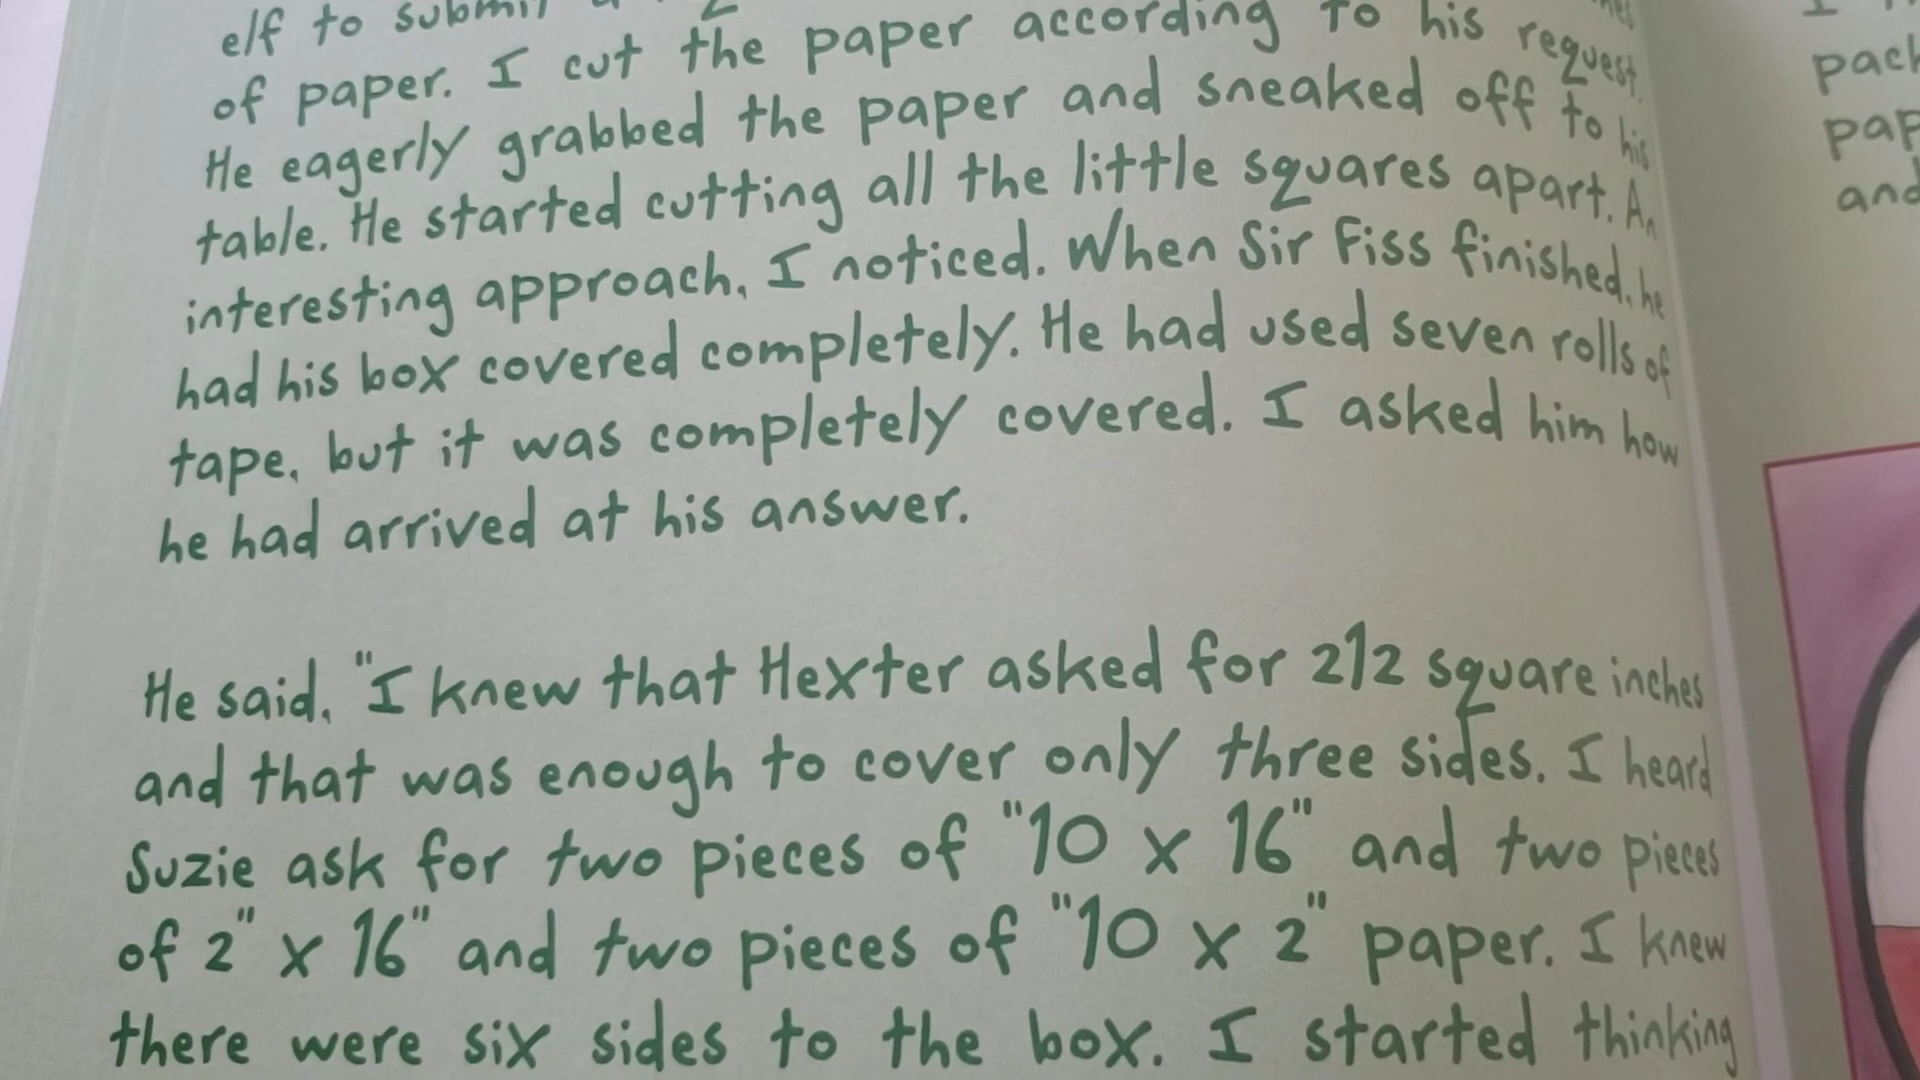 elf to submit a
of paper. I cut the paper according to his request.
He eagerly grabbed the paper and sneaked off to his
table. He started cutting all the little squares apart. An
interesting approach, I noticed. When Sir Fiss finished, he
had his box covered completely. He had used seven rolls of
tape, but it was completely covered. I asked him how
he had arrived at his answer.
He said, "I knew that Hexter asked for 212 square inches
and that was enough to cover only three sides. I heard
Suzie ask for two pieces of "10 x 16" and two pieces
of 2" x 16" and two pieces of "10 x 2" paper. I knew
there were six sides to the box. I started thinking
I
and